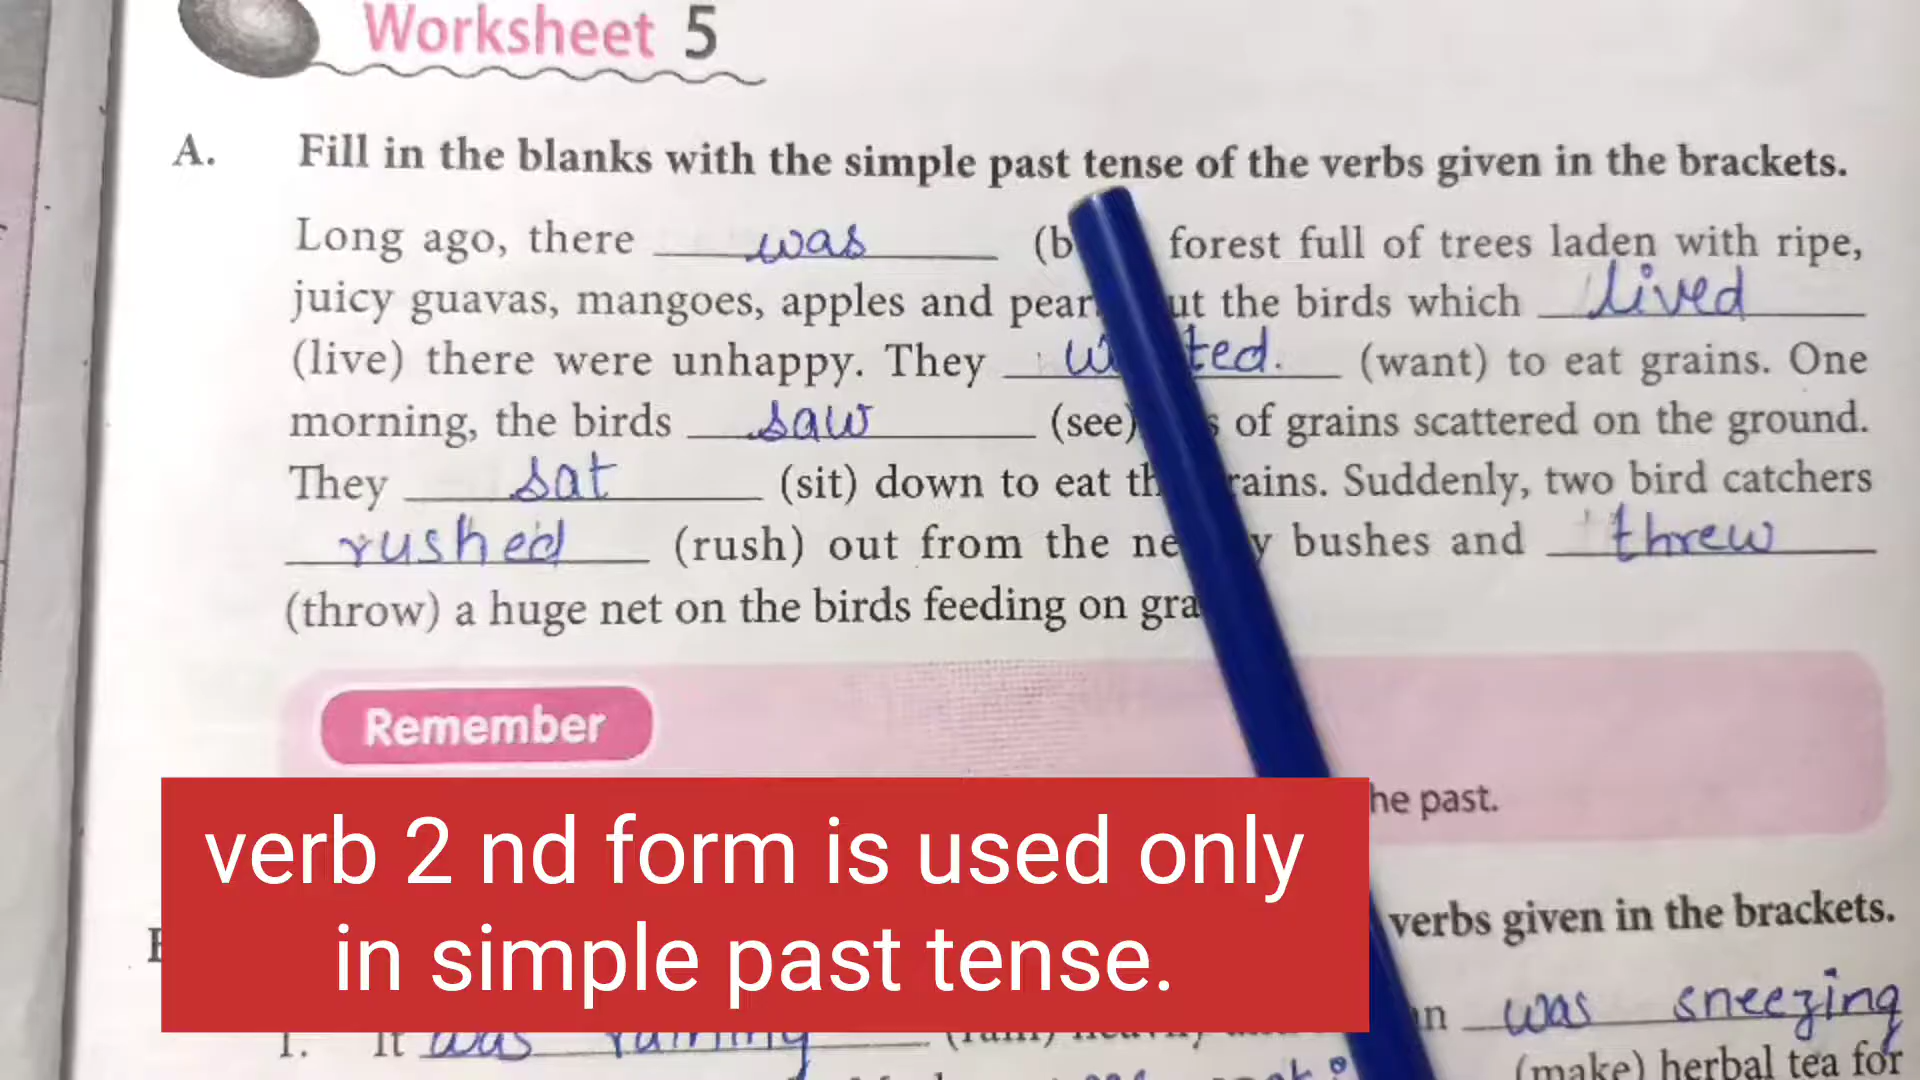 Worksheet 5
A. Fill in the blanks with the simple past tense of the verbs given in the brackets.
Long ago, there was (b forest full of trees laden with ripe,
juicy guavas, mangoes, apples and pear ut the birds which lived
(live) there were unhappy. They w ted. (want) to eat grains. One
morning, the birds saw (see) s of grains scattered on the ground.
They sat (sit) down to eat th rains. Suddenly, two bird catchers
rushed (rush) out from the ne y bushes and threw
(throw) a huge net on the birds feeding on gra
Remember
he past.
verb 2 nd form is used only
in simple past tense.
verbs given in the brackets.
1. It was raining (rain) heavily n was sneezing
(make) herbal tea for